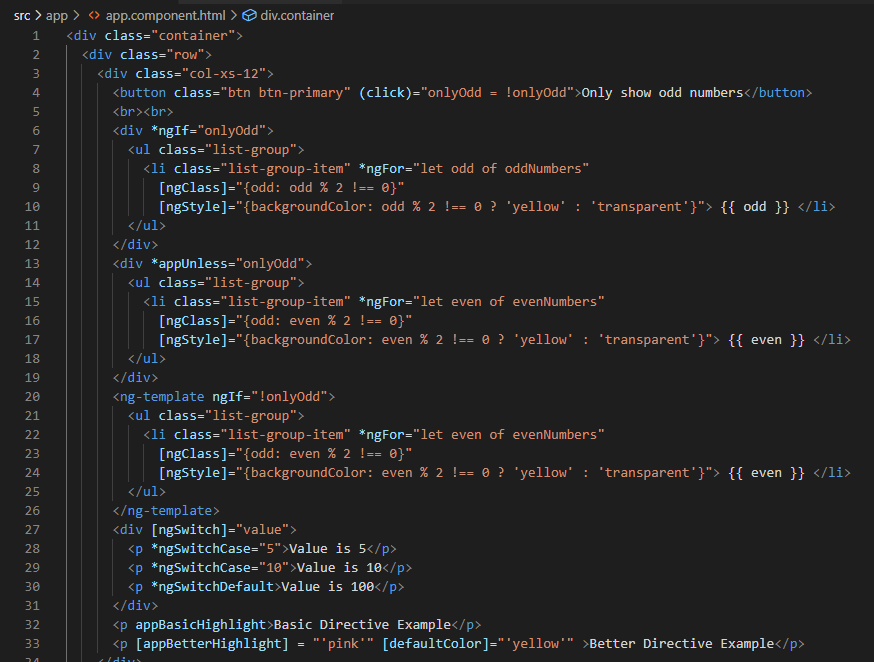 src > app > <> app.component.html > div.container
1 <div class="container">
2 <div class="row">
3 <div class="col-xs-12">
4 <button class="btn btn-primary" (click)="onlyOdd = !onlyOdd">Only show odd numbers</button>
5 <br><br>
6 <div *ngIf="onlyOdd">
7 <ul class="list-group">
8 <li class="list-group-item" *ngFor="let odd of oddNumbers"
9 [ngClass]="{odd: odd % 2 !== 0}"
10 [ngStyle]="{backgroundColor: odd % 2 !== 0 ? 'yellow' : 'transparent'}"> {{ odd }} </li>
11 </ul>
12 </div>
13 <div *appUnless="onlyOdd">
14 <ul class="list-group">
15 <li class="list-group-item" *ngFor="let even of evenNumbers"
16 [ngClass]="{odd: even % 2 !== 0}"
17 [ngStyle]="{backgroundColor: even % 2 !== 0 ? 'yellow' : 'transparent'}"> {{ even }} </li>
18 </ul>
19 </div>
20 <ng-template ngIf="!onlyOdd">
21 <ul class="list-group">
22 <li class="list-group-item" *ngFor="let even of evenNumbers"
23 [ngClass]="{odd: even % 2 !== 0}"
24 [ngStyle]="{backgroundColor: even % 2 !== 0 ? 'yellow' : 'transparent'}"> {{ even }} </li>
25 </ul>
26 </ng-template>
27 <div [ngSwitch]="value">
28 <p *ngSwitchCase="5">Value is 5</p>
29 <p *ngSwitchCase="10">Value is 10</p>
30 <p *ngSwitchDefault>Value is 100</p>
31 </div>
32 <p appBasicHighlight>Basic Directive Example</p>
33 <p [appBetterHighlight] = "'pink'" [defaultColor]="'yellow'" >Better Directive Example</p>
34 </div>